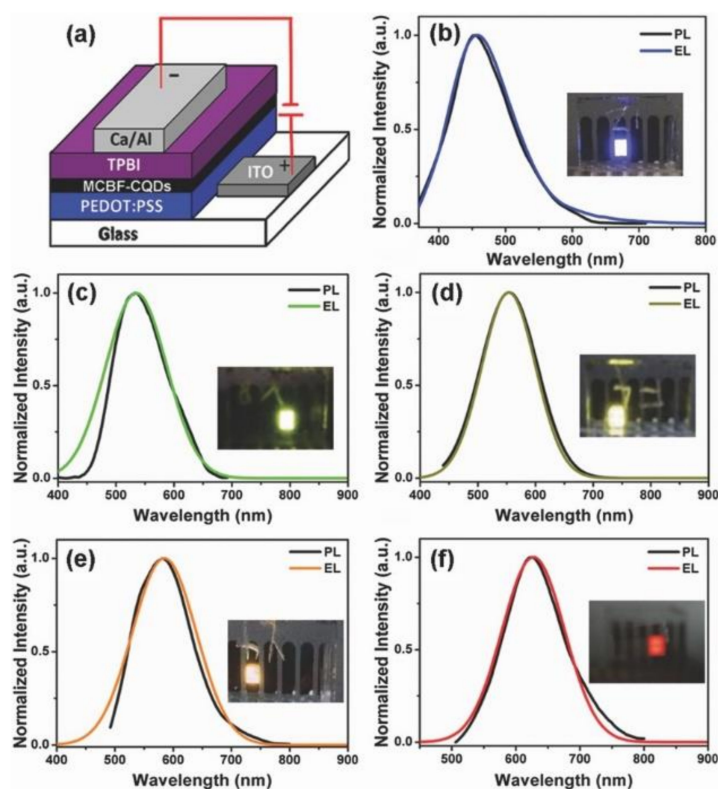 (a)
-
Ca/Al
TPBI
MCBF-CQDs
PEDOT:PSS
Glass
ITO
+
(b)
PL
EL
Normalized Intensity (a.u.)
1.0
0.5
0.0
400 500 600 700 800
Wavelength (nm)
(c)
PL
EL
Normalized Intensity (a.u.)
1.0
0.5
0.0
400 500 600 700 800 900
Wavelength (nm)
(d)
PL
EL
Normalized Intensity (a.u.)
1.0
0.5
0.0
400 500 600 700 800 900
Wavelength (nm)
(e)
PL
EL
Normalized Intensity (a.u.)
1.0
0.5
0.0
400 500 600 700 800 900
Wavelength (nm)
(f)
PL
EL
Normalized Intensity (a.u.)
1.0
0.5
0.0
500 600 700 800 900
Wavelength (nm)